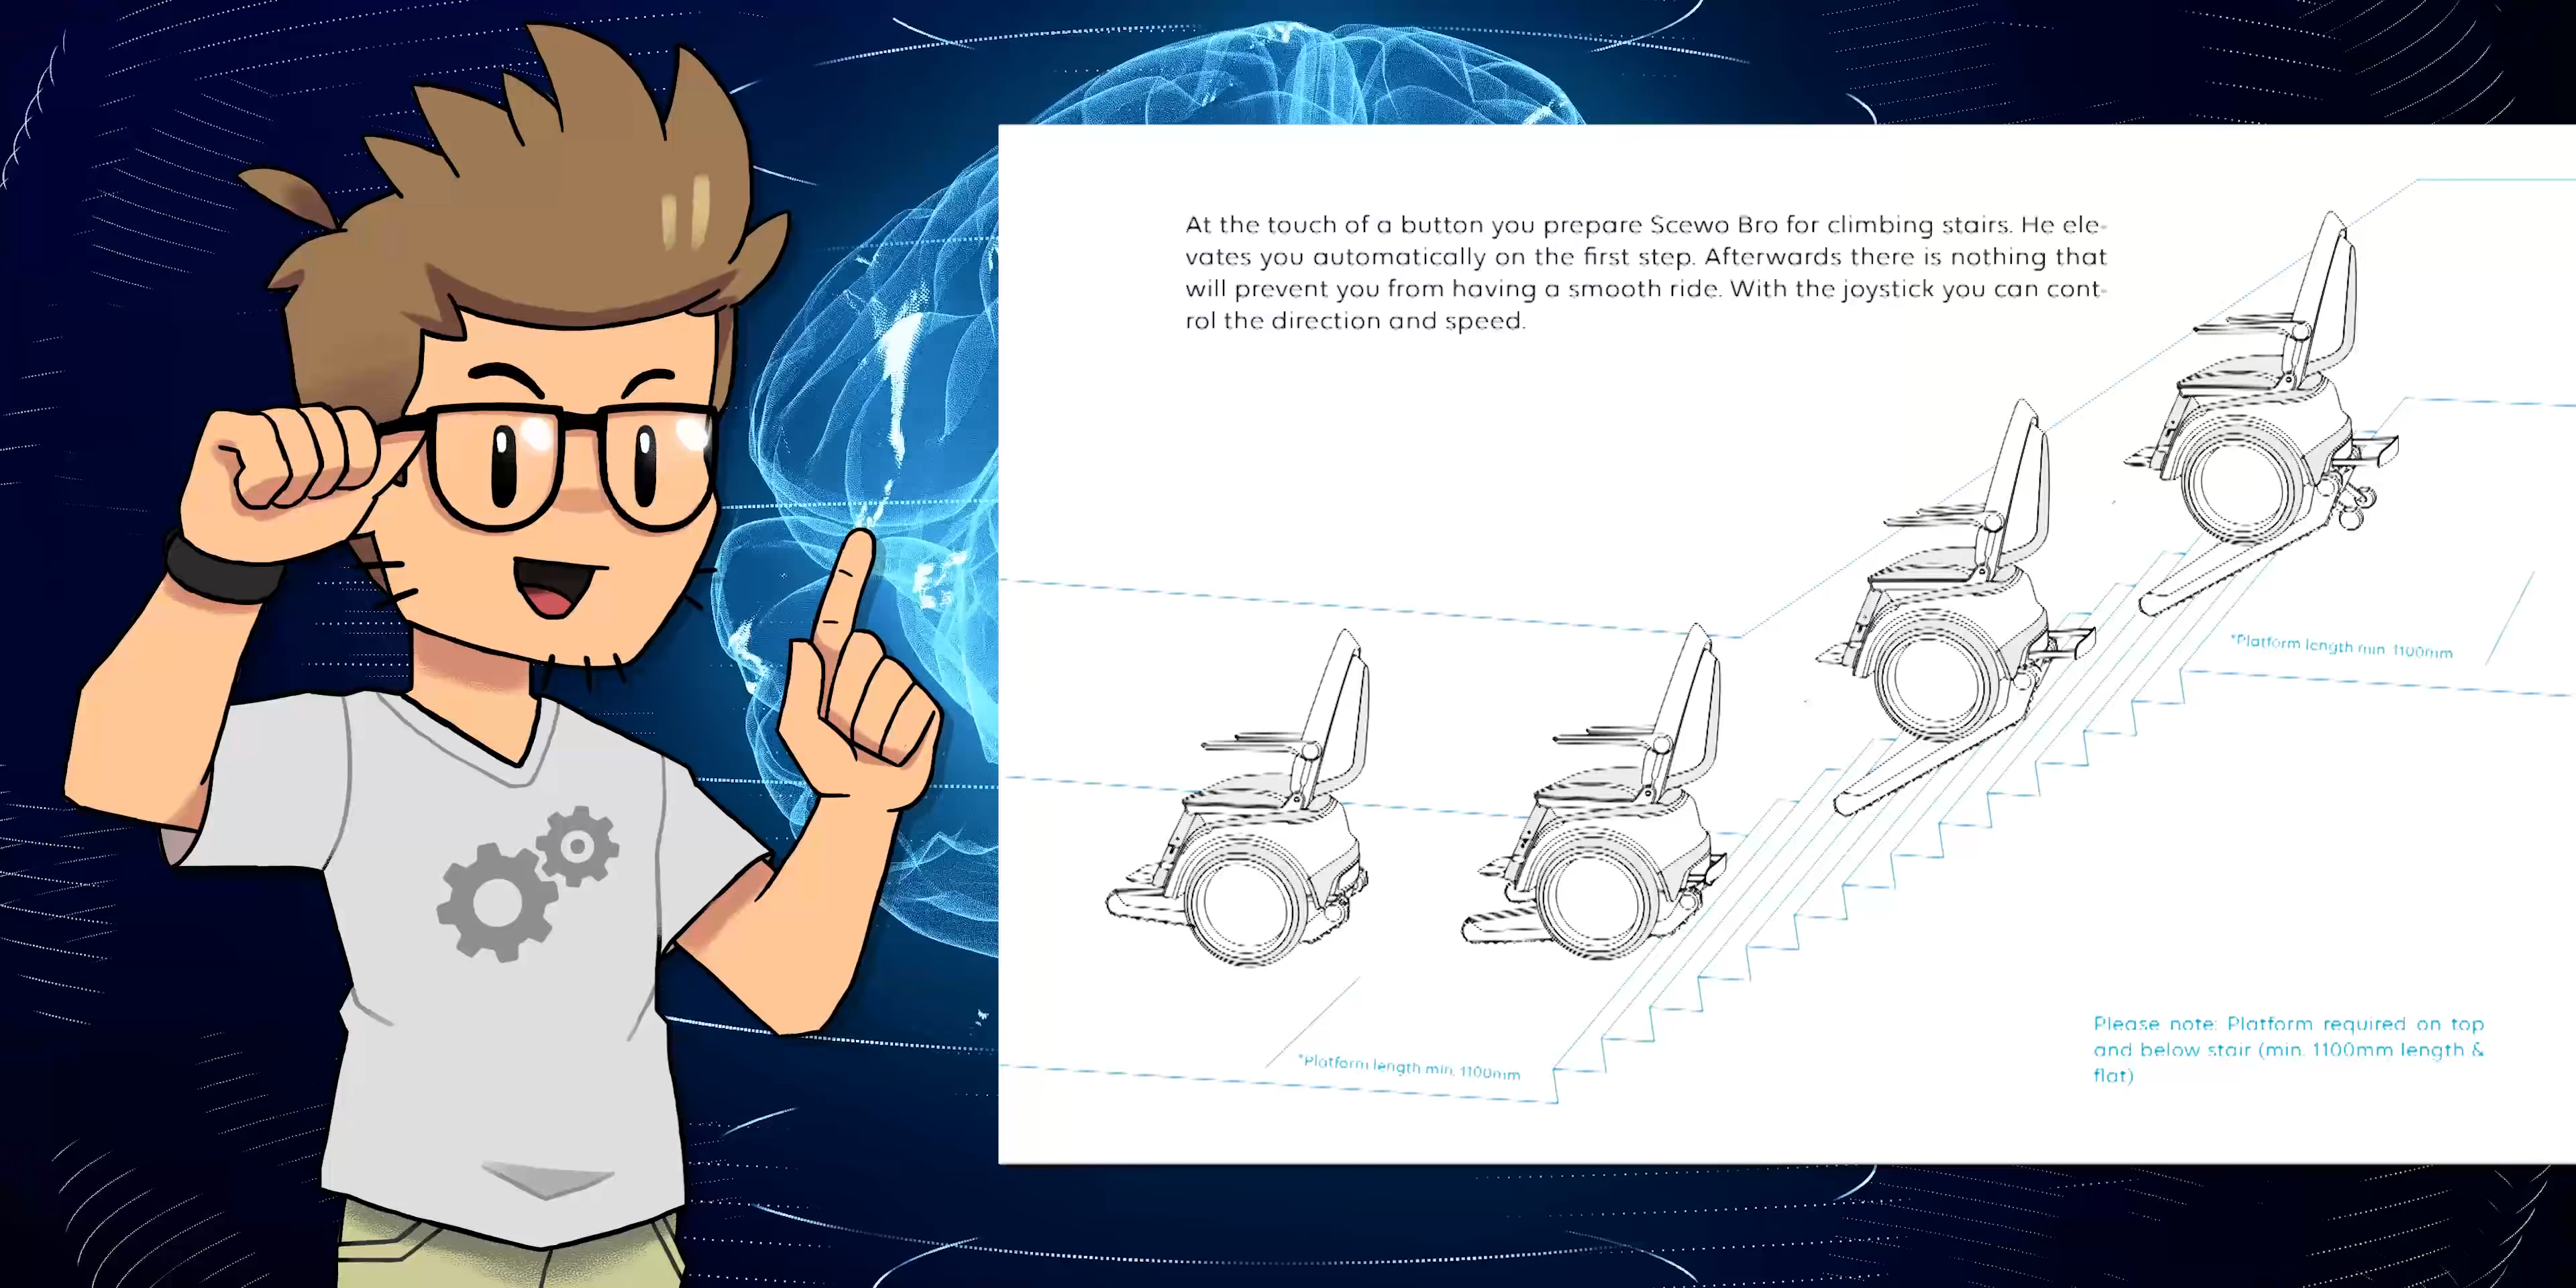 At the touch of a button you prepare Scewo Bro for climbing stairs. He ele-
vates you automatically on the first step. Afterwards there is nothing that
will prevent you from having a smooth ride. With the joystick you can cont-
rol the direction and speed.
*Platform length min. 1100mm
*Platform length min. 1100mm
Please note: Platform required on top
and below stair (min. 1100mm length &
flat)